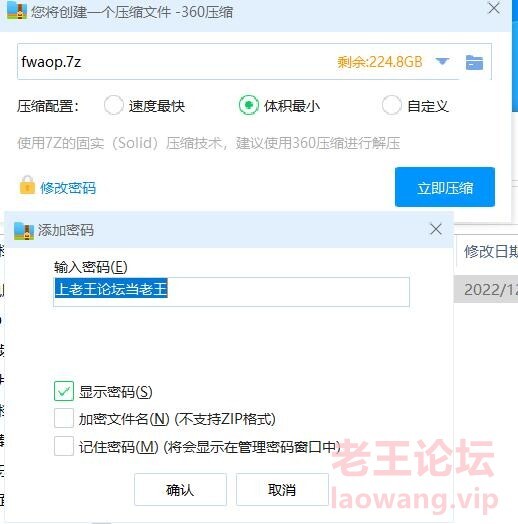 您将创建一个压缩文件 -360压缩
fwaop.7z 剩余:224.8GB
压缩配置: 速度最快 体积最小 自定义
使用7Z的固实（Solid）压缩技术，建议使用360压缩进行解压
修改密码 立即压缩
添加密码
修改日期
输入密码(E)
上老王论坛当老王
2022/12
显示密码(S)
加密文件名(N) (不支持ZIP格式)
记住密码(M) (将会显示在管理密码窗口中)
确认 取消
老王论坛
laowang.vip